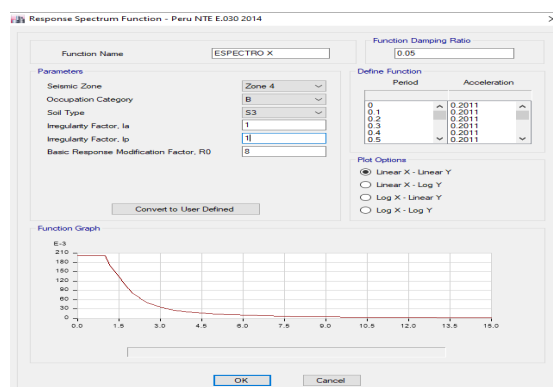 Response Spectrum Function - Peru NTE E.030 2014
Function Name
ESPECTRO X
Function Damping Ratio
0.05
Parameters
Seismic Zone
Zone 4
Occupation Category
B
Soil Type
S3
Irregularity Factor, Ia
1
Irregularity Factor, Ip
1
Basic Response Modification Factor, R0
8
Convert to User Defined
Define Function
Period Acceleration
0 0.2011
0.1 0.2011
0.2 0.2011
0.3 0.2011
0.4 0.2011
0.5 0.2011
Plot Options
Linear X - Linear Y
Linear X - Log Y
Log X - Linear Y
Log X - Log Y
Function Graph
E-3
210
180
150
120
90
60
30
0
0.0 1.5 3.0 4.5 6.0 7.5 9.0 10.5 12.0 13.5 15.0
OK Cancel